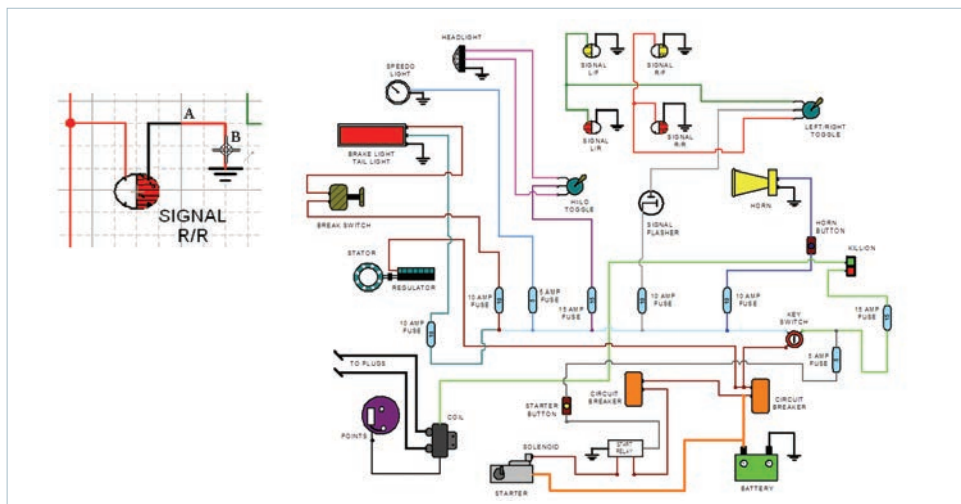 A
B
SIGNAL
R/R
HEADLIGHT
SPEEDO
LIGHT
BRAKE LIGHT
TAIL LIGHT
BREAK SWITCH
STATOR
REGULATOR
SIGNAL
L/F
SIGNAL
R/F
SIGNAL
L/R
SIGNAL
R/R
LEFT/RIGHT
TOGGLE
HILO
TOGGLE
SIGNAL
FLASHER
HORN
HORN
BUTTON
KILLION
10 AMP
FUSE
10 AMP
FUSE
5 AMP
FUSE
15 AMP
FUSE
10 AMP
FUSE
10 AMP
FUSE
15 AMP
FUSE
KEY
SWITCH
5 AMP
FUSE
TO PLUGS
POINTS
COIL
STARTER
BUTTON
CIRCUIT
BREAKER
CIRCUIT
BREAKER
SOLENOID
START
RELAY
STARTER
BATTERY